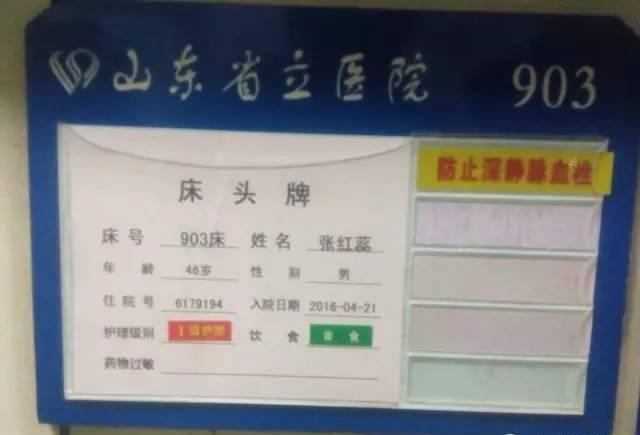 山东省立医院 903
防止深静脉血栓
床头牌
床号 903床 姓名 张红蕊
年龄 46岁 性别 男
住院号 6179194 入院日期 2016-04-21
护理级别 I级护理 饮食 普食
药物过敏